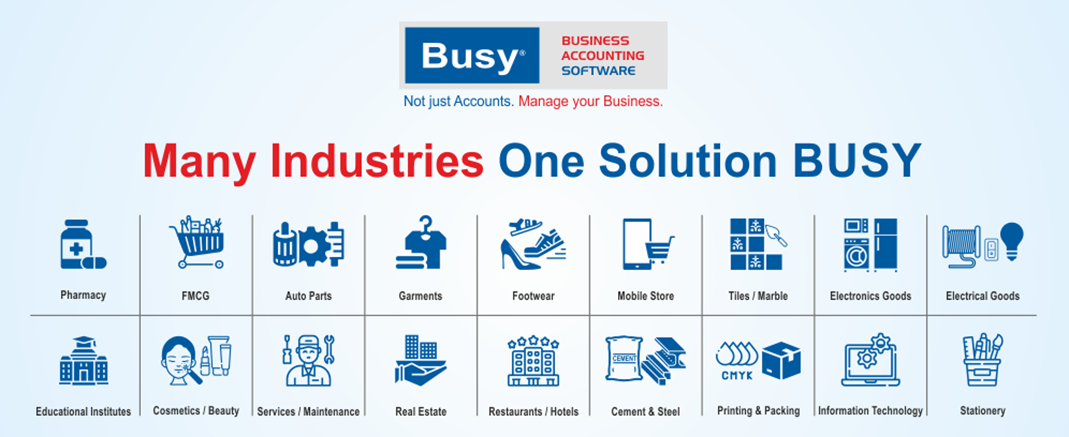 Busy®
BUSINESS
ACCOUNTING
SOFTWARE
Not just Accounts. Manage your Business.
Many Industries One Solution BUSY
Pharmacy
FMCG
Auto Parts
Garments
Footwear
Mobile Store
Tiles / Marble
Electronics Goods
Electrical Goods
CEMENT
CMYK
Educational Institutes
Cosmetics / Beauty
Services / Maintenance
Real Estate
Restaurants / Hotels
Cement & Steel
Printing & Packing
Information Technology
Stationery